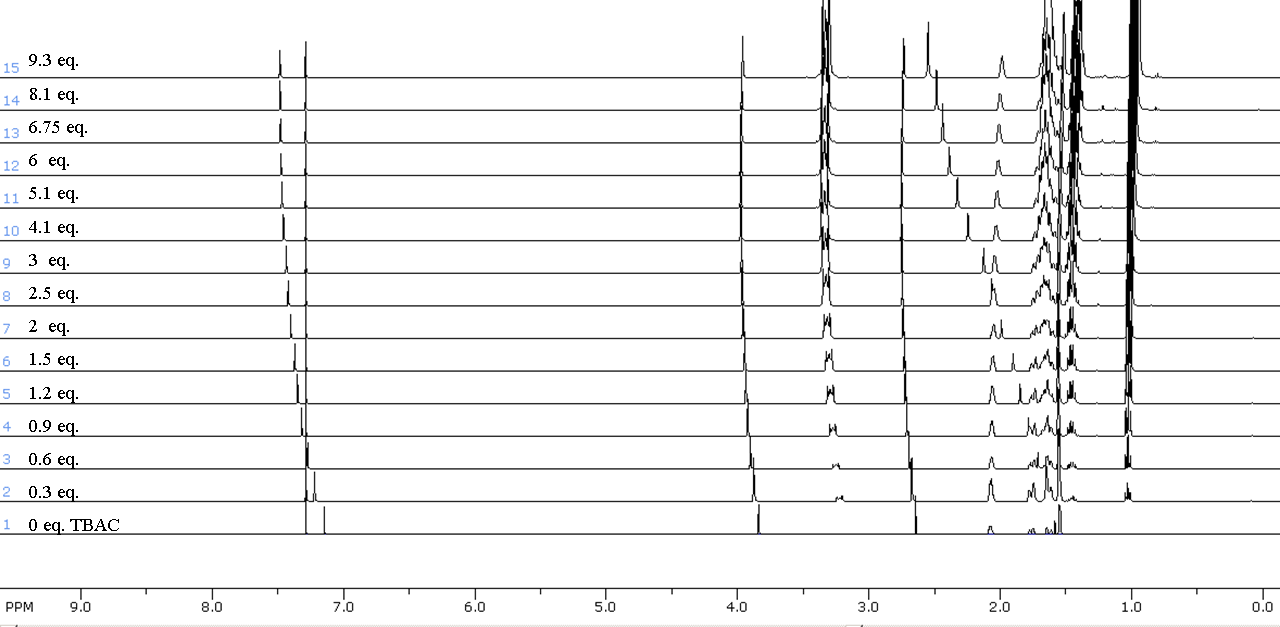 15 9.3 eq.
14 8.1 eq.
13 6.75 eq.
12 6 eq.
11 5.1 eq.
10 4.1 eq.
9 3 eq.
8 2.5 eq.
7 2 eq.
6 1.5 eq.
5 1.2 eq.
4 0.9 eq.
3 0.6 eq.
2 0.3 eq.
1 0 eq. TBAC
PPM 9.0 8.0 7.0 6.0 5.0 4.0 3.0 2.0 1.0 0.0